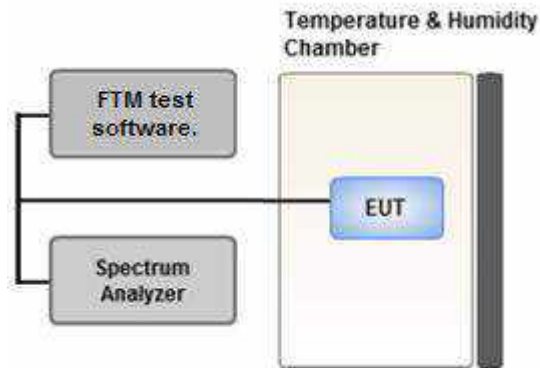 Temperature & Humidity
Chamber
FTM test
software.
EUT
Spectrum
Analyzer